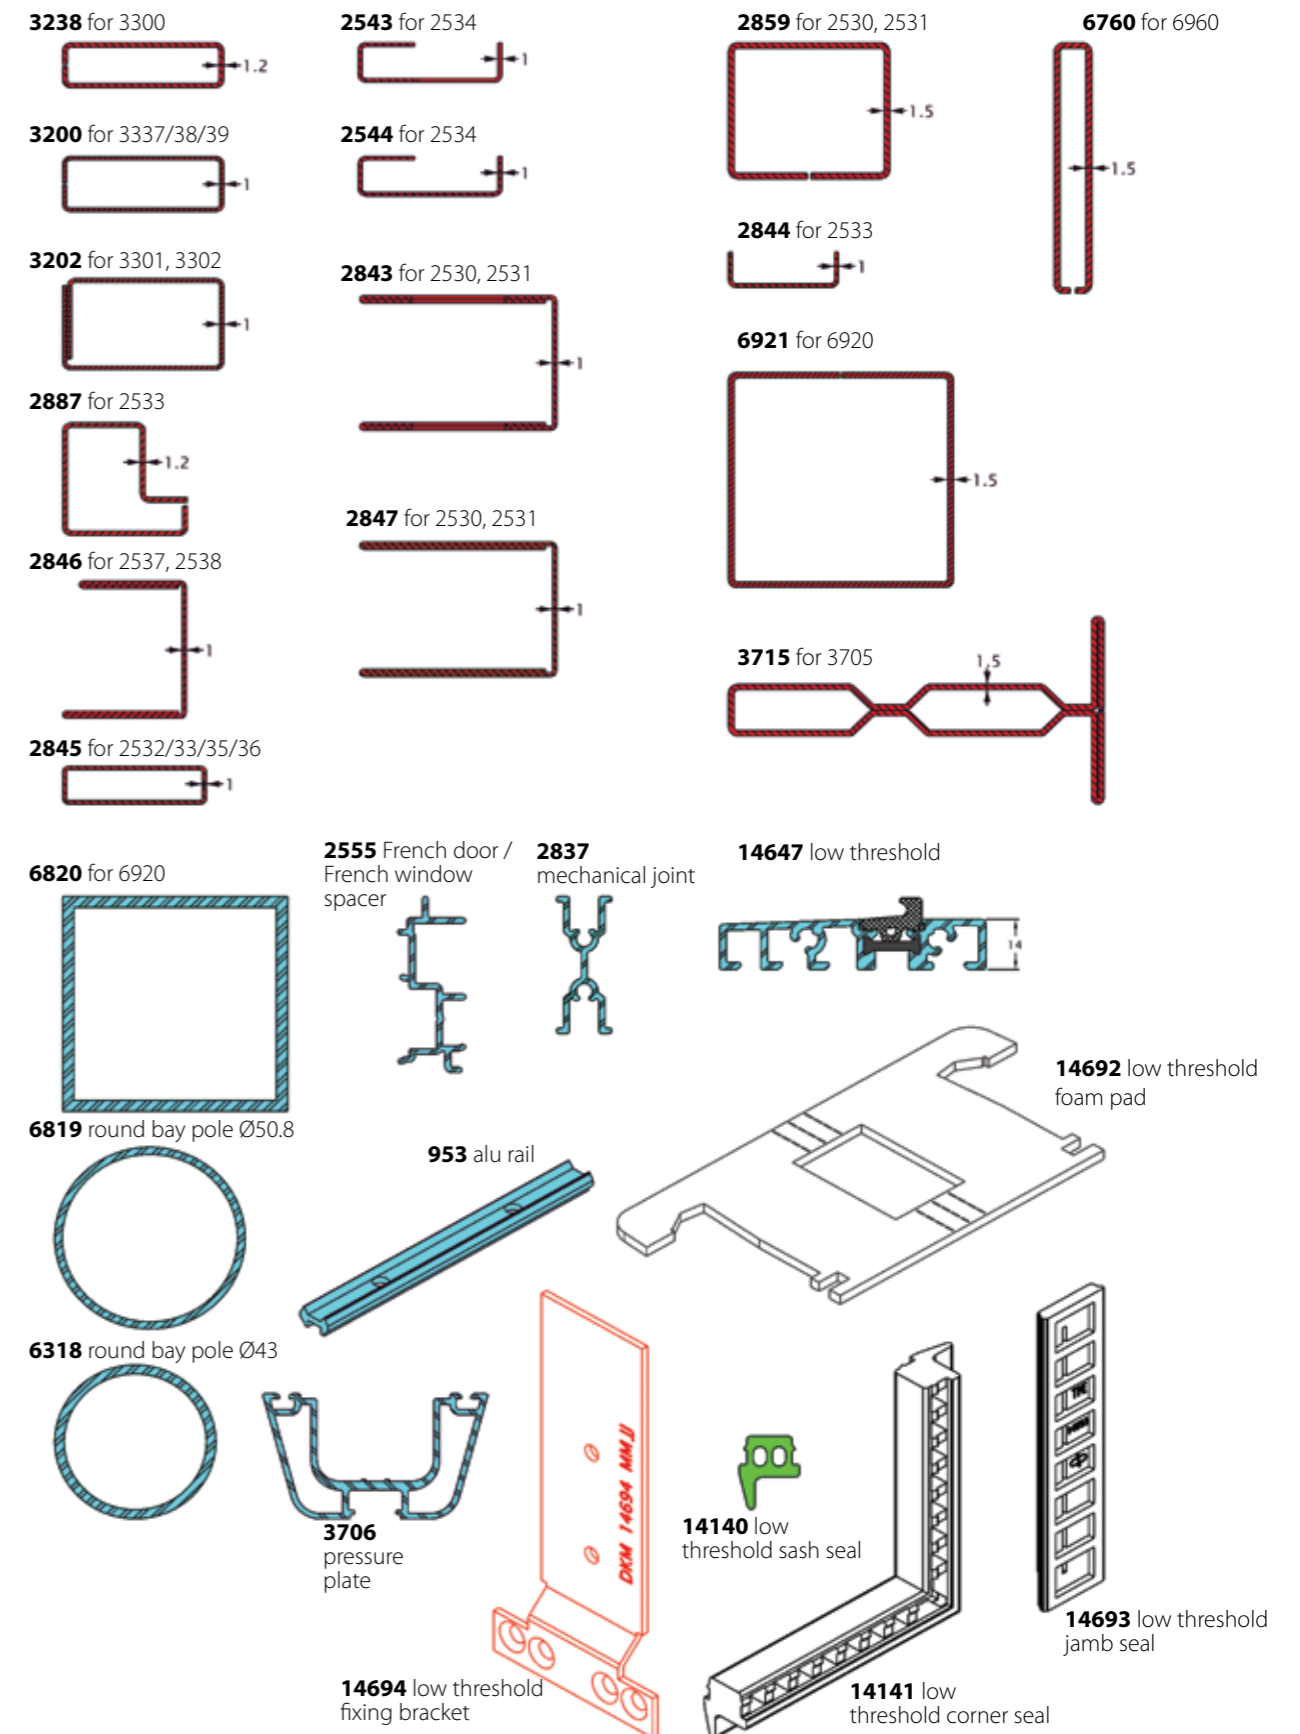 3238 for 3300
1.2
2543 for 2534
1
2859 for 2530, 2531
1.5
6760 for 6960
1.5
3200 for 3337/38/39
1
2544 for 2534
1
2844 for 2533
1
3202 for 3301, 3302
1
2843 for 2530, 2531
1
6921 for 6920
1.5
2887 for 2533
1.2
2847 for 2530, 2531
1
2846 for 2537, 2538
1
3715 for 3705
1.5
2845 for 2532/33/35/36
1
6820 for 6920
2555 French door /
French window
spacer
2837
mechanical joint
14647 low threshold
14
14692 low threshold
foam pad
6819 round bay pole Ø50.8
953 alu rail
6318 round bay pole Ø43
3706
pressure
plate
DKM 14694 MMJJ
14694 low threshold
fixing bracket
14140 low
threshold sash seal
14141 low
threshold corner seal
14693 low threshold
jamb seal